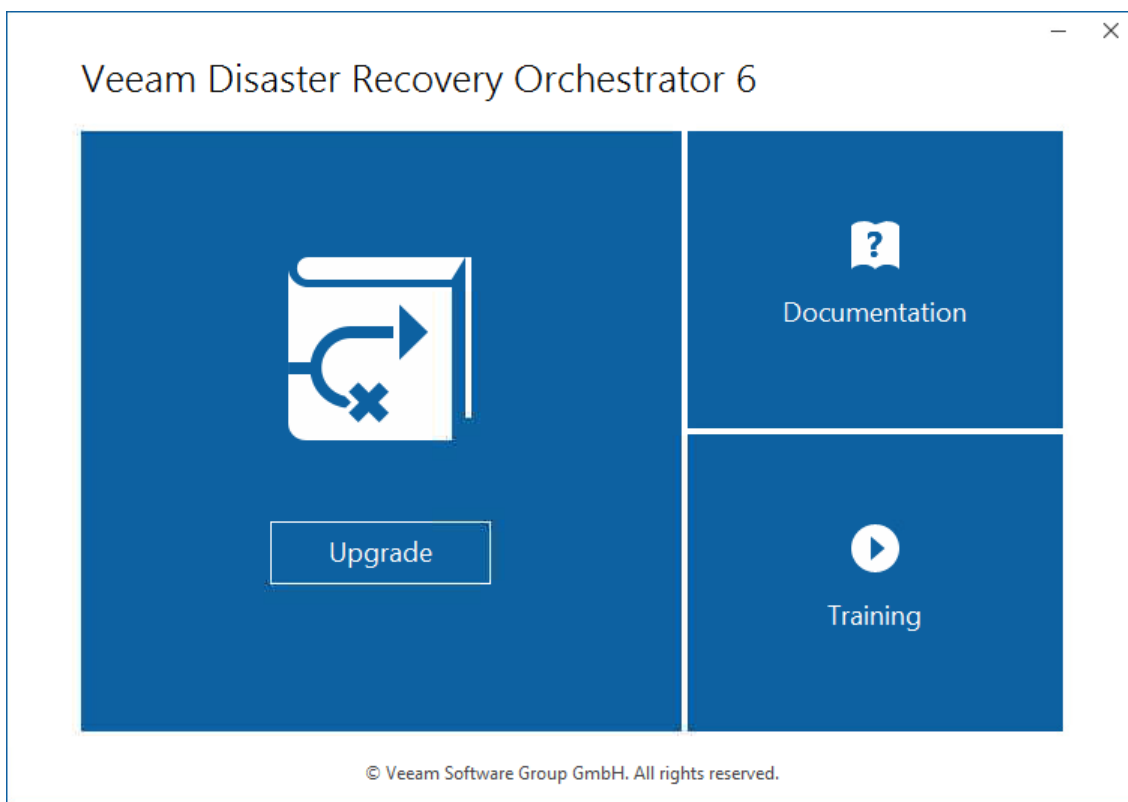 Veeam Disaster Recovery Orchestrator 6
?
Documentation
Upgrade
Training
© Veeam Software Group GmbH. All rights reserved.